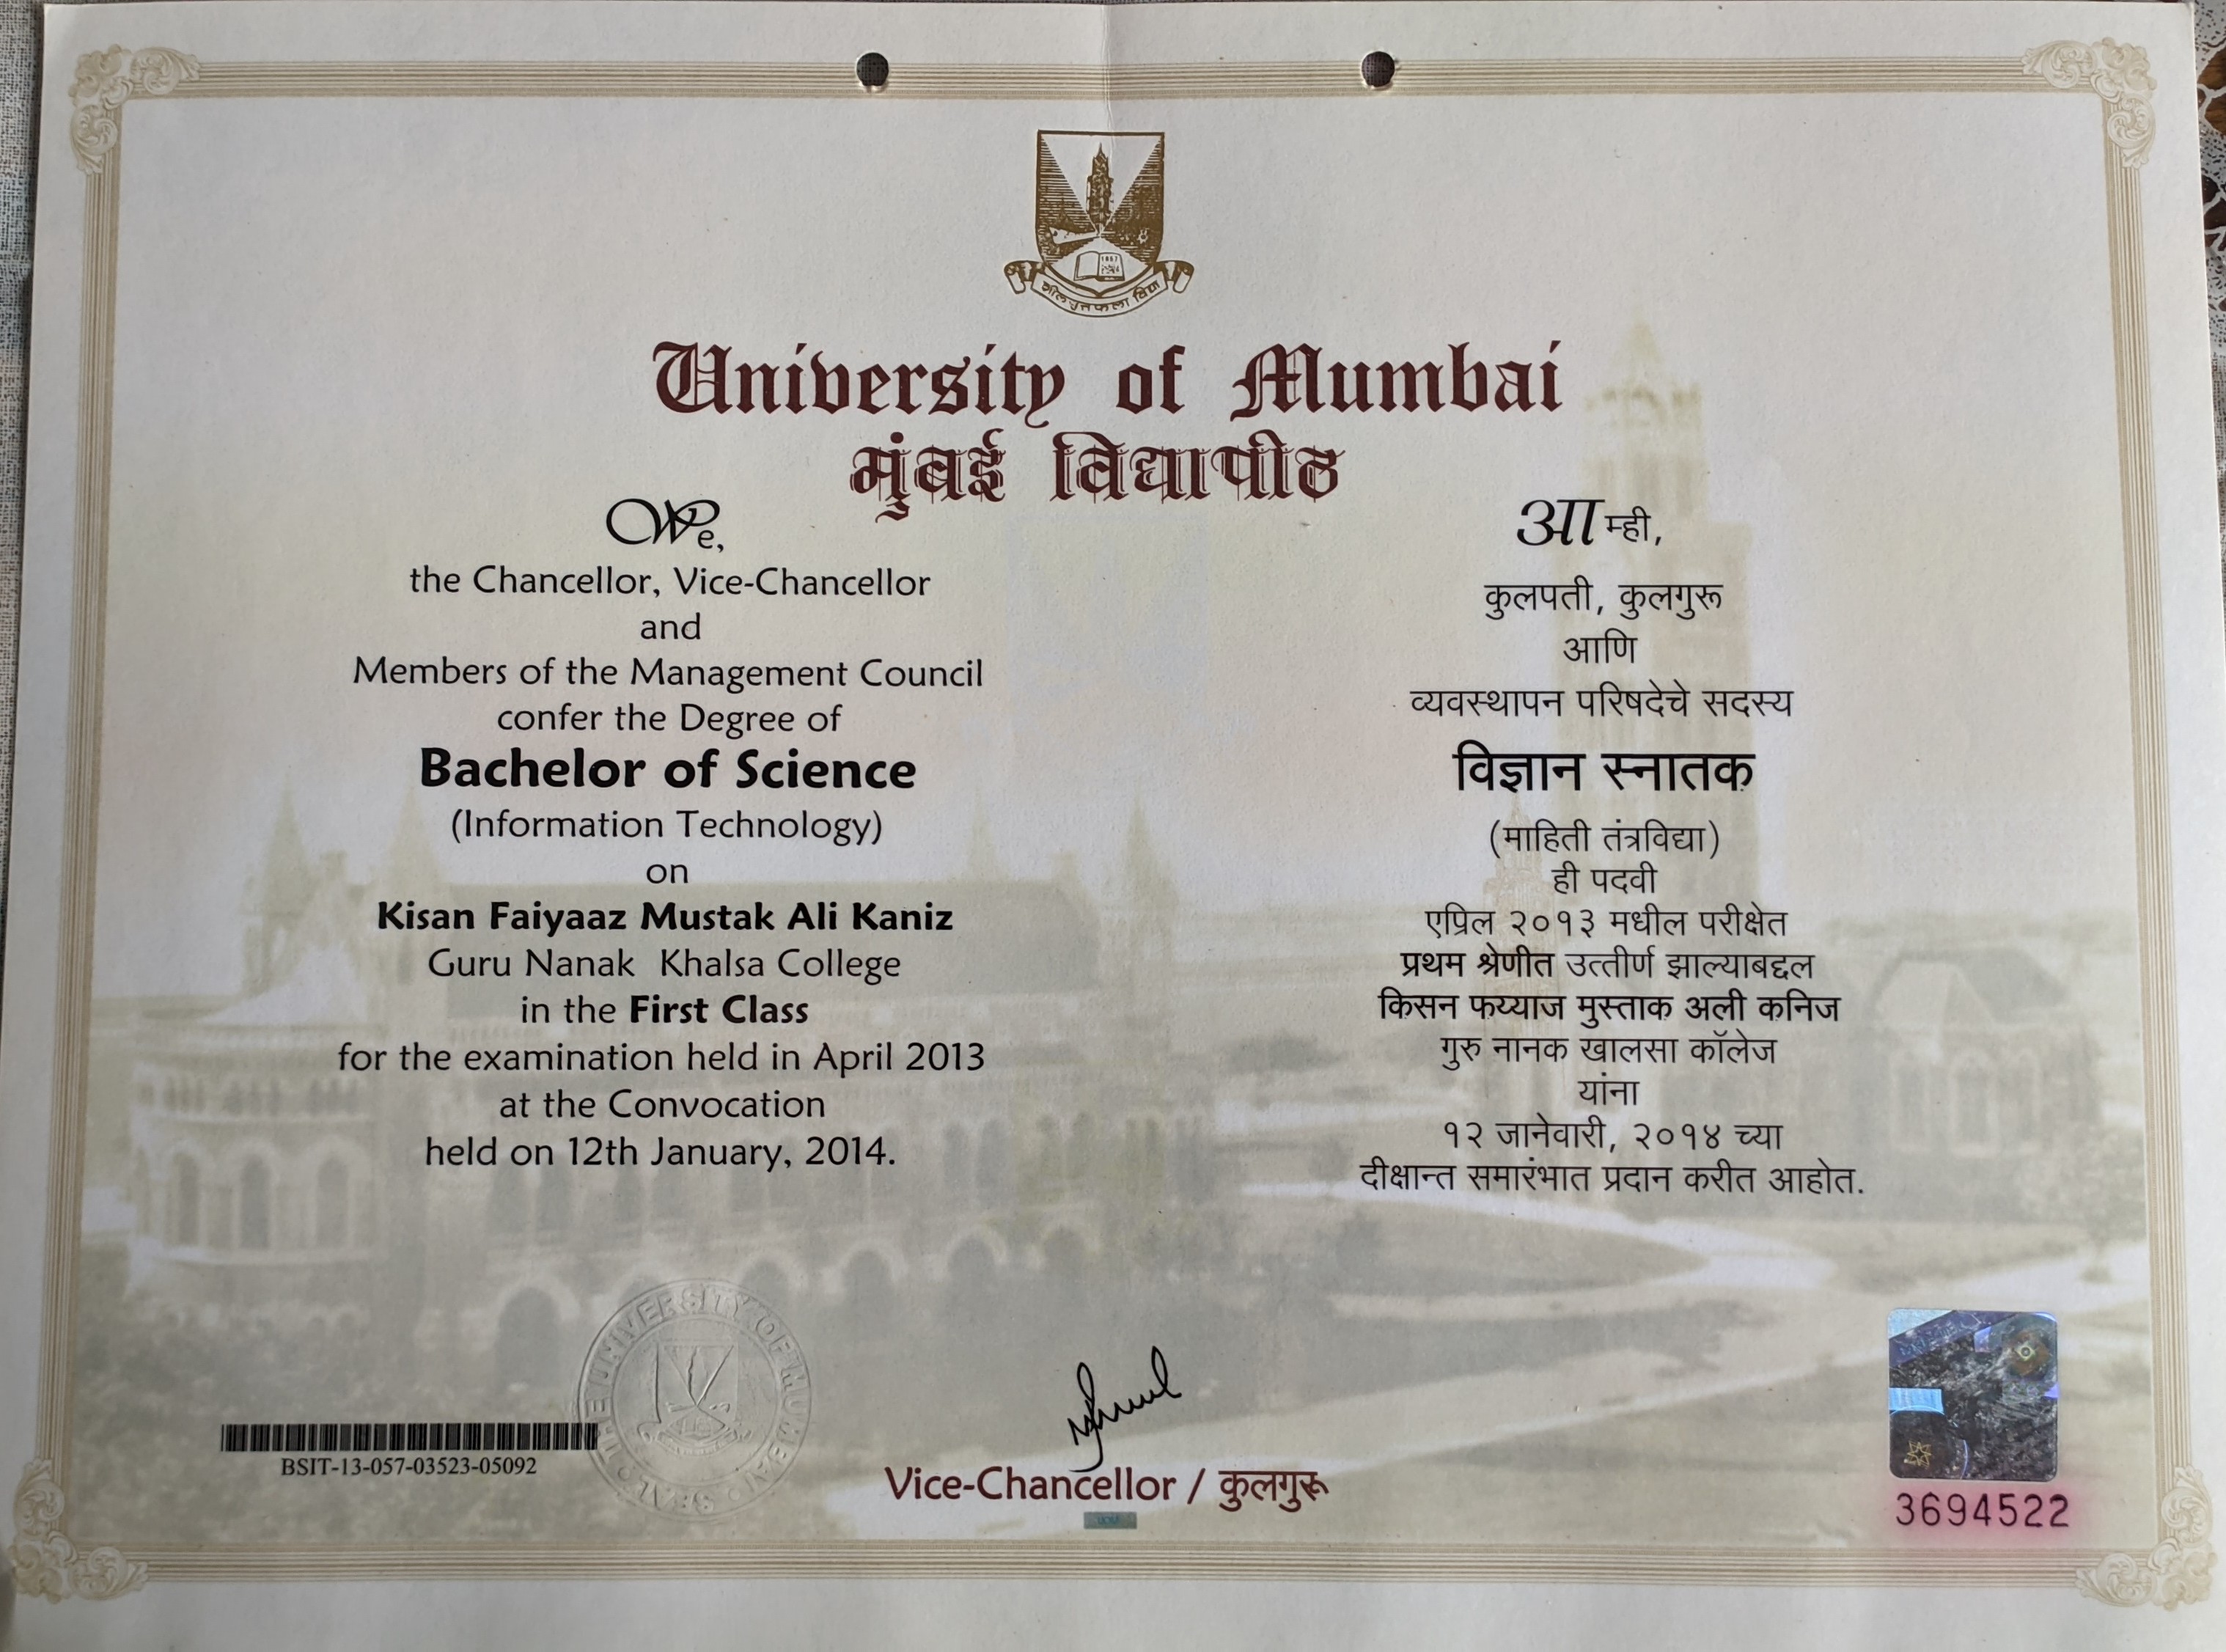 शीलवृत्तफला विद्या
University of Mumbai
मुंबई विद्यापीठ
We,
the Chancellor, Vice-Chancellor
and
Members of the Management Council
confer the Degree of
Bachelor of Science
(Information Technology)
on
Kisan Faiyaaz Mustak Ali Kaniz
Guru Nanak Khalsa College
in the First Class
for the examination held in April 2013
at the Convocation
held on 12th January, 2014.
आम्ही,
कुलपती, कुलगुरू
आणि
व्यवस्थापन परिषदेचे सदस्य
विज्ञान स्नातक
(माहिती तंत्रविद्या)
ही पदवी
एप्रिल २०१३ मधील परीक्षेत
प्रथम श्रेणीत उत्तीर्ण झाल्याबद्दल
किसन फय्याज मुस्ताक अली कनिज
गुरु नानक खालसा कॉलेज
यांना
१२ जानेवारी, २०१४ च्या
दीक्षान्त समारंभात प्रदान करीत आहोत.
THE UNIVERSITY OF MUMBAI
SEAL
BSIT-13-057-03523-05092
Vice-Chancellor / कुलगुरू
3694522